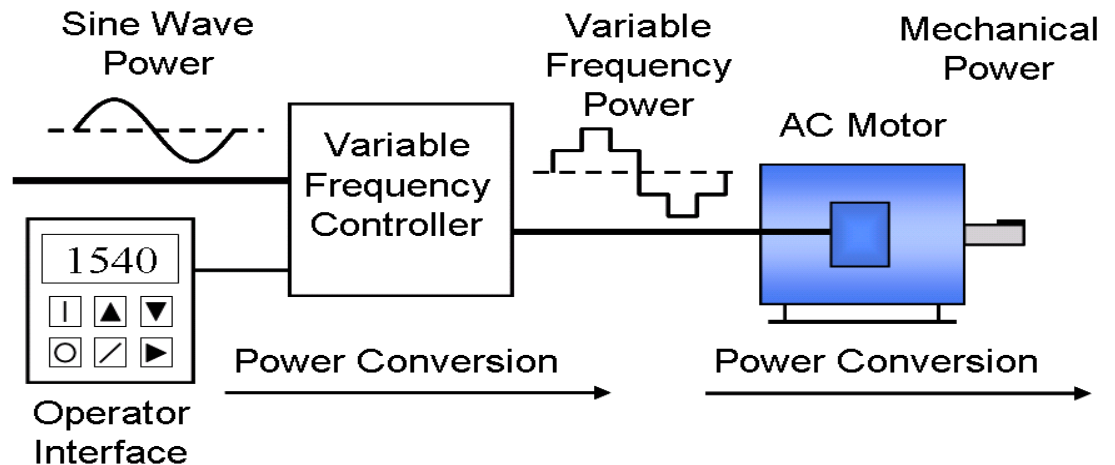 Sine Wave
Power
Variable
Frequency
Power
Mechanical
Power
AC Motor
Variable
Frequency
Controller
1540
Power Conversion
Power Conversion
Operator
Interface